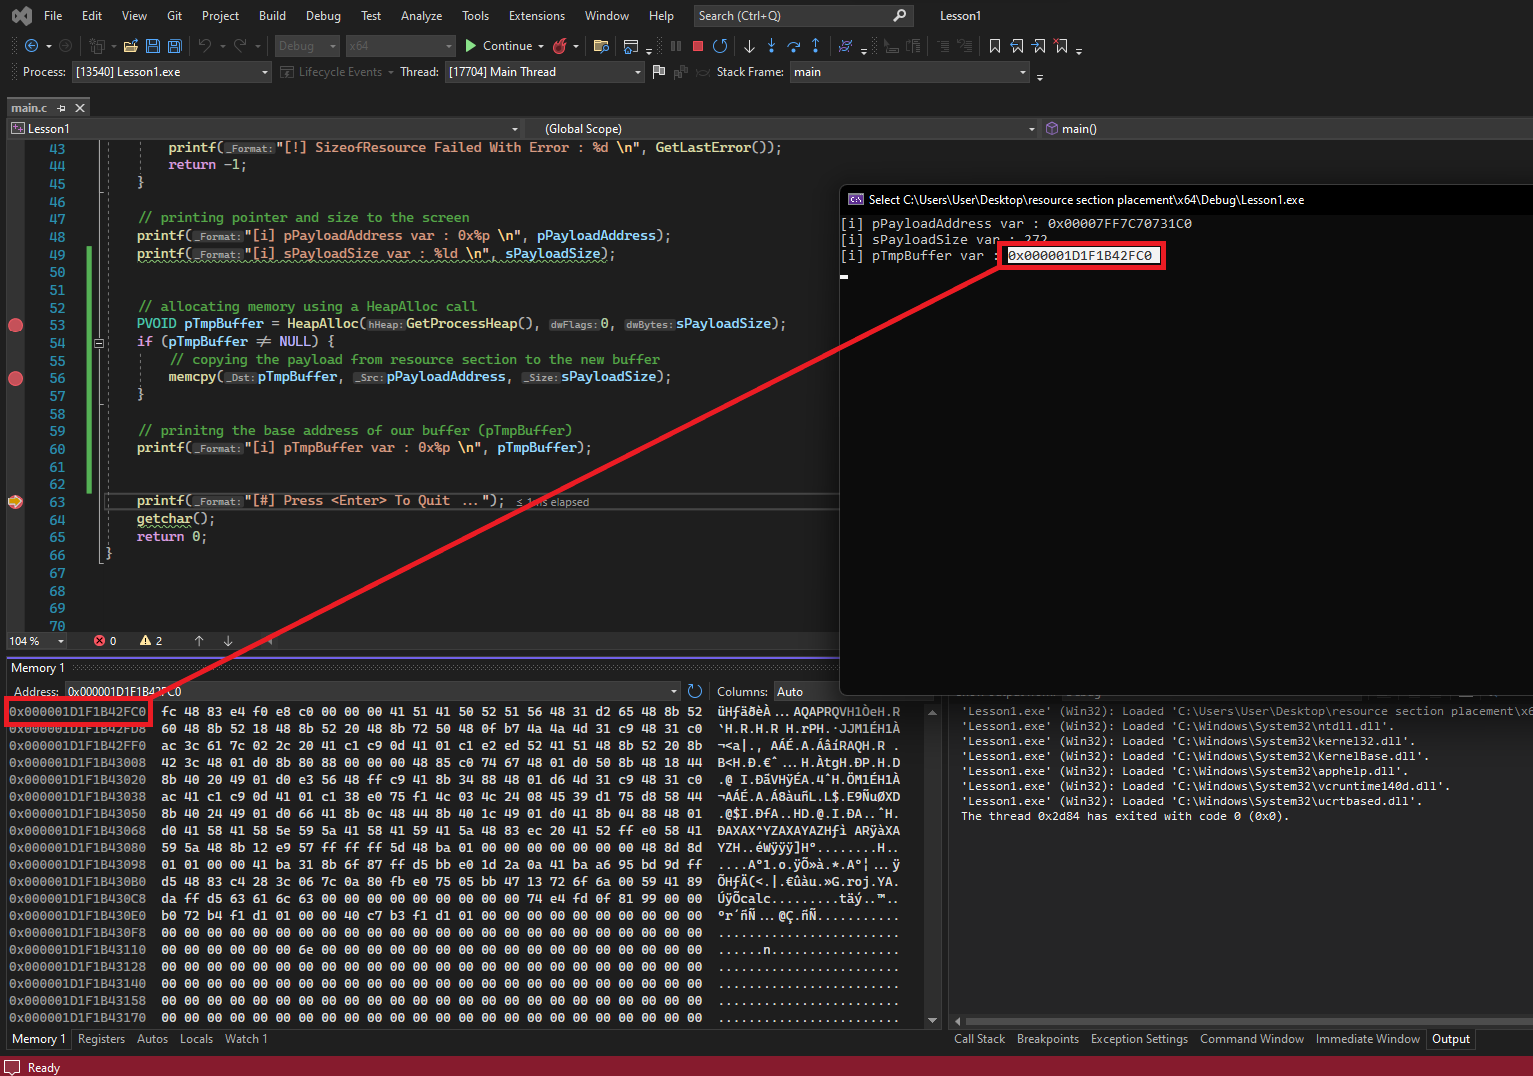 File Edit View Git Project Build Debug Test Analyze Tools Extensions Window Help Search (Ctrl+Q) Lesson1
Debug x64 Continue
Process: [13540] Lesson1.exe Lifecycle Events Thread: [17704] Main Thread Stack Frame: main
main.c
Lesson1 (Global Scope) main()
43 printf(_Format:"[!] SizeofResource Failed With Error : %d \n", GetLastError());
44 return -1;
45 }
46
47 // printing pointer and size to the screen
48 printf(_Format:"[i] pPayloadAddress var : 0x%p \n", pPayloadAddress);
49 printf(_Format:"[i] sPayloadSize var : %ld \n", sPayloadSize);
50
51
52 // allocating memory using a HeapAlloc call
53 PVOID pTmpBuffer = HeapAlloc(hHeap:GetProcessHeap(), dwFlags:0, dwBytes:sPayloadSize);
54 if (pTmpBuffer ≠ NULL) {
55 // copying the payload from resource section to the new buffer
56 memcpy(_Dst:pTmpBuffer, _Src:pPayloadAddress, _Size:sPayloadSize);
57 }
58
59 // prinitng the base address of our buffer (pTmpBuffer)
60 printf(_Format:"[i] pTmpBuffer var : 0x%p \n", pTmpBuffer);
61
62
63 printf(_Format:"[#] Press <Enter> To Quit ..."); elapsed
64 getchar();
65 return 0;
66 }
67
68
69
70
104 % 0 2
Select C:\Users\User\Desktop\resource section placement\x64\Debug\Lesson1.exe
[i] pPayloadAddress var : 0x00007FF7C70731C0
[i] sPayloadSize var : 272
[i] pTmpBuffer var : 0x000001D1F1B42FC0
Memory 1
Address: 0x000001D1F1B42FC0 Columns: Auto
0x000001D1F1B42FC0 fc 48 83 e4 f0 e8 c0 00 00 00 41 51 41 50 52 51 56 48 31 d2 65 48 8b 52 üHƒäðèÀ...AQAPRQVH1ÒeH.R
0x000001D1F1B42FD8 60 48 8b 52 18 48 8b 52 20 48 8b 72 50 48 0f b7 4a 4a 4d 31 c9 48 31 c0 `H.R.H.R H.rPH.·JJM1ÉH1À
0x000001D1F1B42FF0 ac 3c 61 7c 02 2c 20 41 c1 c9 0d 41 01 c1 e2 ed 52 41 51 48 8b 52 20 8b ¬<a|., AÁÉ.A.ÁâíRAQH.R .
0x000001D1F1B43008 42 3c 48 01 d0 8b 80 88 00 00 00 48 85 c0 74 67 48 01 d0 50 8b 48 18 44 B<H.Ð.€ˆ...H.ÀtgH.ÐP.H.D
0x000001D1F1B43020 8b 40 20 49 01 d0 e3 56 48 ff c9 41 8b 34 88 48 01 d6 4d 31 c9 48 31 c0 .@ I.ÐãVHÿÉA.4ˆH.ÖM1ÉH1À
0x000001D1F1B43038 ac 41 c1 c9 0d 41 01 c1 38 e0 75 f1 4c 03 4c 24 08 45 39 d1 75 d8 58 44 ¬AÁÉ.A.Á8àuñL.L$.E9ÑuØXD
0x000001D1F1B43050 8b 40 24 49 01 d0 66 41 8b 0c 48 44 8b 40 1c 49 01 d0 41 8b 04 88 48 01 .@$I.ÐfA..HD.@.I.ÐA..ˆH.
0x000001D1F1B43068 d0 41 58 41 58 5e 59 5a 41 58 41 59 41 5a 48 83 ec 20 41 52 ff e0 58 41 ÐAXAX^YZAXAYAZHƒì ARÿàXA
0x000001D1F1B43080 59 5a 48 8b 12 e9 57 ff ff ff 5d 48 ba 01 00 00 00 00 00 00 00 48 8d 8d YZH..éWÿÿÿ]Hº........H..
0x000001D1F1B43098 01 01 00 00 41 ba 31 8b 6f 87 ff d5 bb e0 1d 2a 0a 41 ba a6 95 bd 9d ff ....Aº1.o.ÿÕ»à.*.Aº¦...ÿ
0x000001D1F1B430B0 d5 48 83 c4 28 3c 06 7c 0a 80 fb e0 75 05 bb 47 13 72 6f 6a 00 59 41 89 ÕHƒÄ(<.|.€ûàu.»G.roj.YA.
0x000001D1F1B430C8 da ff d5 63 61 6c 63 00 00 00 00 00 00 00 00 00 74 e4 fd 0f 81 99 00 00 ÚÿÕcalc.........täý..™..
0x000001D1F1B430E0 b0 72 b4 f1 d1 01 00 00 40 c7 b3 f1 d1 01 00 00 00 00 00 00 00 00 00 00 °r´ñÑ...@Ç.ñÑ...........
0x000001D1F1B430F8 00 00 00 00 00 00 00 00 00 00 00 00 00 00 00 00 00 00 00 00 00 00 00 00 ........................
0x000001D1F1B43110 00 00 00 00 00 00 6e 00 00 00 00 00 00 00 00 00 00 00 00 00 00 00 00 00 ......n.................
0x000001D1F1B43128 00 00 00 00 00 00 00 00 00 00 00 00 00 00 00 00 00 00 00 00 00 00 00 00 ........................
0x000001D1F1B43140 00 00 00 00 00 00 00 00 00 00 00 00 00 00 00 00 00 00 00 00 00 00 00 00 ........................
0x000001D1F1B43158 00 00 00 00 00 00 00 00 00 00 00 00 00 00 00 00 00 00 00 00 00 00 00 00 ........................
0x000001D1F1B43170 00 00 00 00 00 00 00 00 00 00 00 00 00 00 00 00 00 00 00 00 00 00 00 00 ........................
Memory 1 Registers Autos Locals Watch 1
'Lesson1.exe' (Win32): Loaded 'C:\Users\User\Desktop\resource section placement\x6
'Lesson1.exe' (Win32): Loaded 'C:\Windows\System32\ntdll.dll'.
'Lesson1.exe' (Win32): Loaded 'C:\Windows\System32\kernel32.dll'.
'Lesson1.exe' (Win32): Loaded 'C:\Windows\System32\KernelBase.dll'.
'Lesson1.exe' (Win32): Loaded 'C:\Windows\System32\apphelp.dll'.
'Lesson1.exe' (Win32): Loaded 'C:\Windows\System32\vcruntime140d.dll'.
'Lesson1.exe' (Win32): Loaded 'C:\Windows\System32\ucrtbased.dll'.
The thread 0x2d84 has exited with code 0 (0x0).
Call Stack Breakpoints Exception Settings Command Window Immediate Window Output
Ready